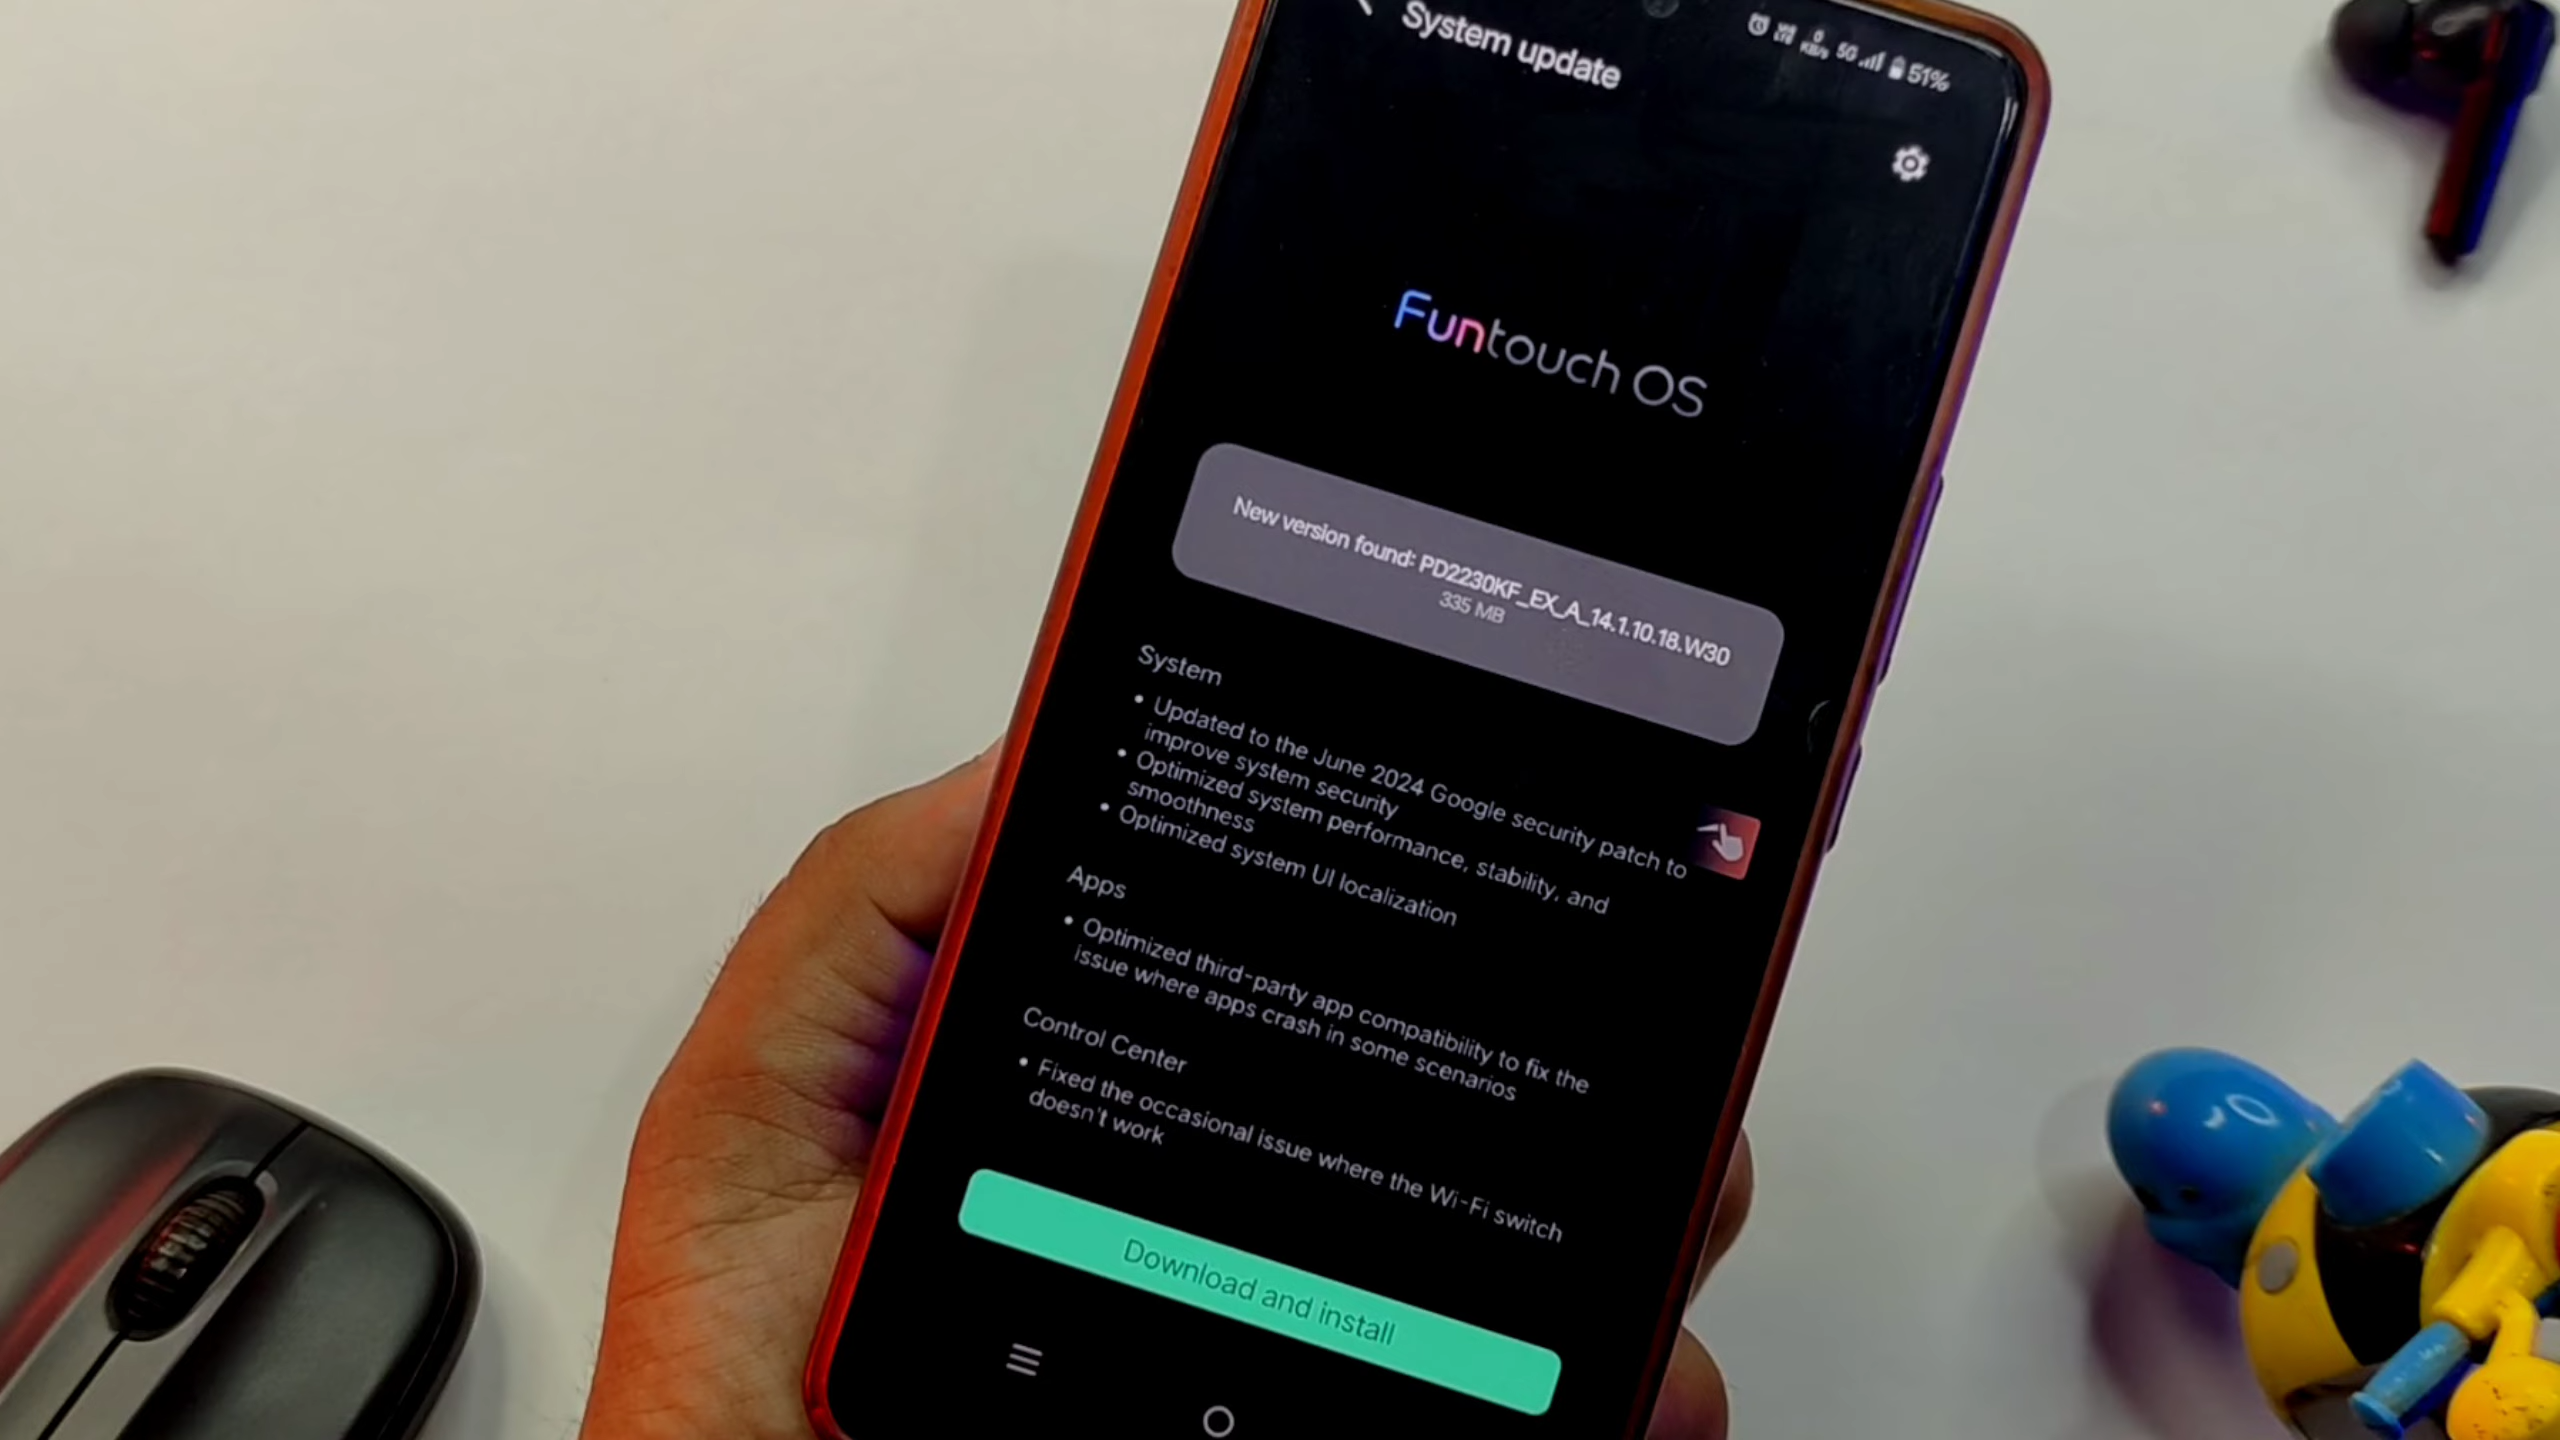 System update
5G 51%
Funtouch OS
New version found: PD2230KF_EX_A_14.1.10.18.W30
335 MB
System
• Updated to the June 2024 Google security patch to
improve system security
• Optimized system performance, stability, and
smoothness
• Optimized system UI localization
Apps
• Optimized third-party app compatibility to fix the
issue where apps crash in some scenarios
Control Center
• Fixed the occasional issue where the Wi-Fi switch
doesn't work
Download and install